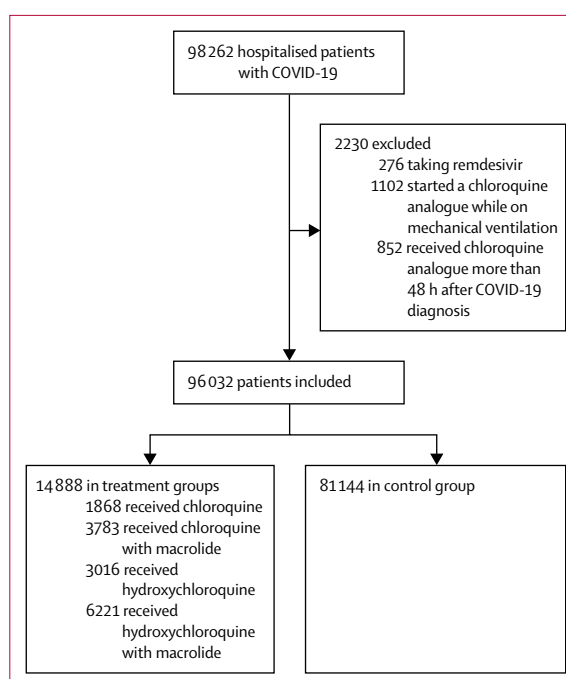 98 262 hospitalised patients
with COVID-19
2230 excluded
276 taking remdesivir
1102 started a chloroquine
analogue while on
mechanical ventilation
852 received chloroquine
analogue more than
48 h after COVID-19
diagnosis
96 032 patients included
14 888 in treatment groups
1868 received chloroquine
3783 received chloroquine
with macrolide
3016 received
hydroxychloroquine
6221 received
hydroxychloroquine
with macrolide
81 144 in control group